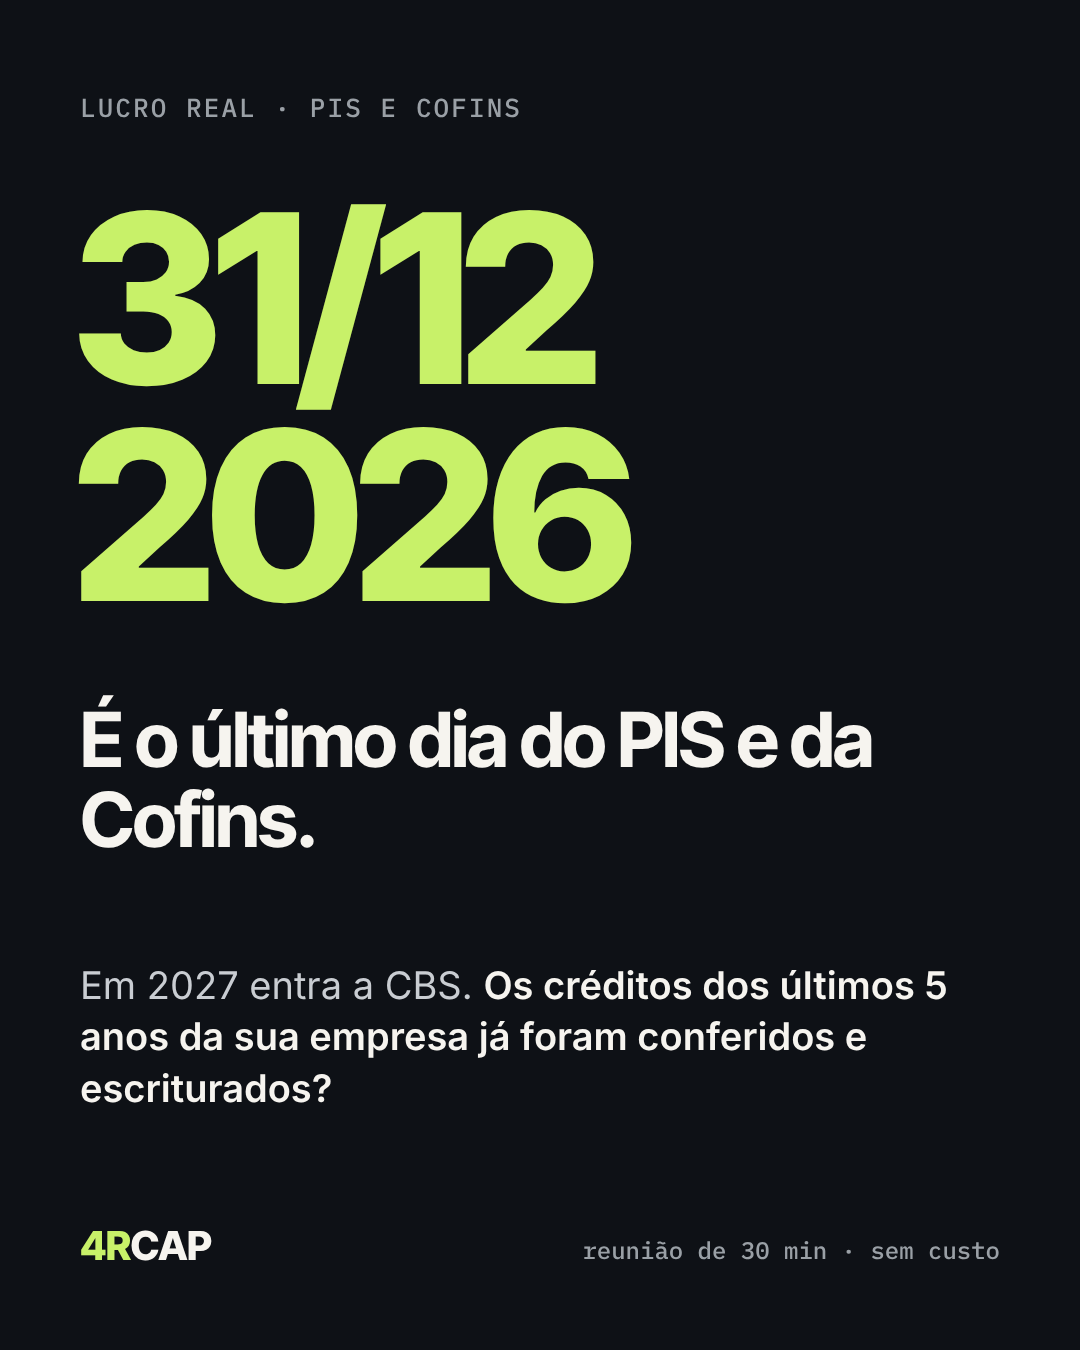 LUCRO REAL · PIS E COFINS
31/12
2026
É o último dia do PIS e da
Cofins.
Em 2027 entra a CBS. Os créditos dos últimos 5
anos da sua empresa já foram conferidos e
escriturados?
4RCAP
reunião de 30 min · sem custo